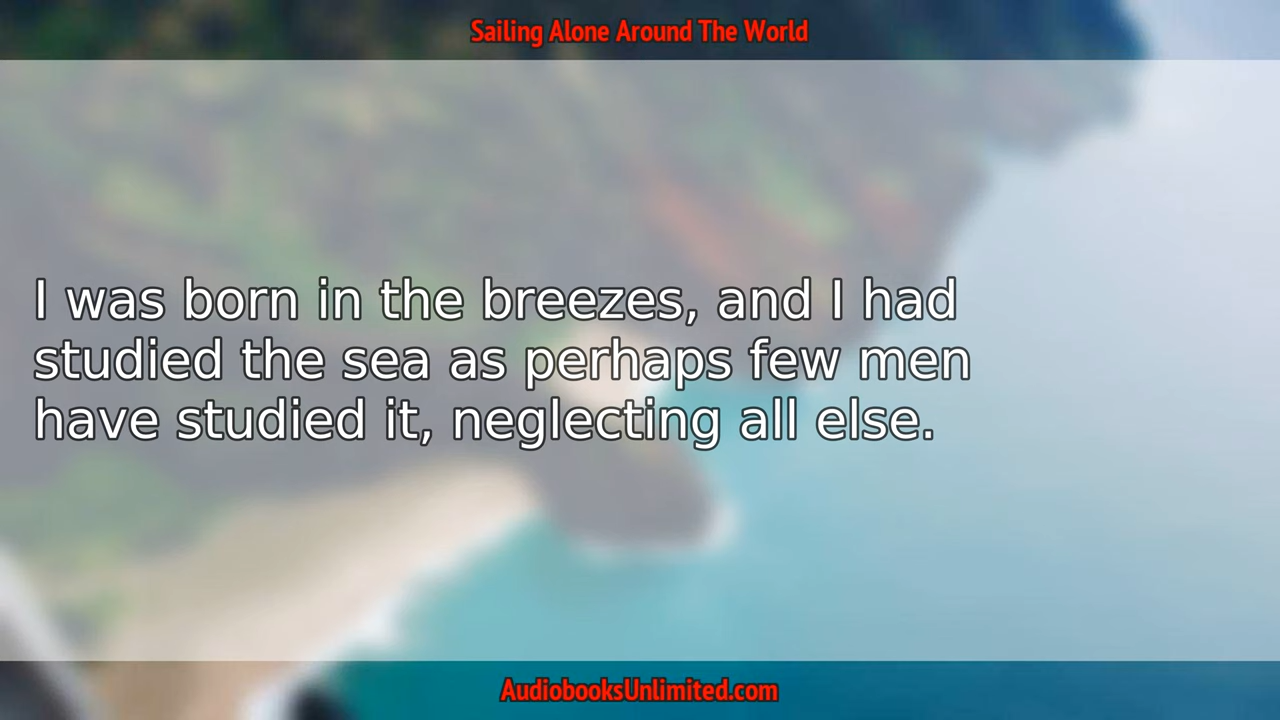 Sailing Alone Around The World
I was born in the breezes, and I had
studied the sea as perhaps few men
have studied it, neglecting all else.
AudiobooksUnlimited.com